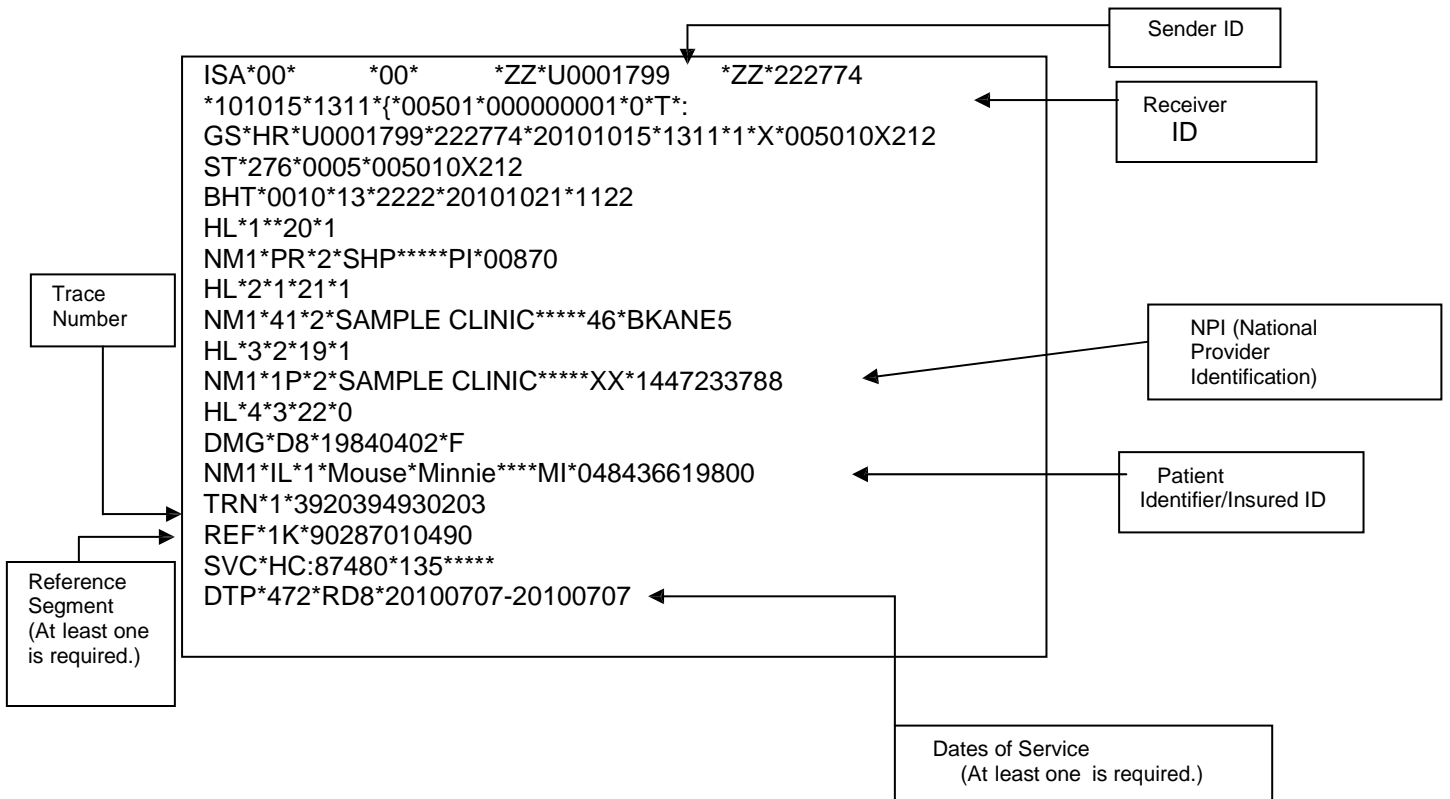 Sender ID
ISA*00* *00* *ZZ*U0001799 *ZZ*222774
*101015*1311*{*00501*000000001*0*T*:
GS*HR*U0001799*222774*20101015*1311*1*X*005010X212
ST*276*0005*005010X212
BHT*0010*13*2222*20101021*1122
HL*1**20*1
NM1*PR*2*SHP*****PI*00870
HL*2*1*21*1
NM1*41*2*SAMPLE CLINIC*****46*BKANE5
HL*3*2*19*1
NM1*1P*2*SAMPLE CLINIC*****XX*1447233788
HL*4*3*22*0
DMG*D8*19840402*F
NM1*IL*1*Mouse*Minnie****MI*048436619800
TRN*1*3920394930203
REF*1K*90287010490
SVC*HC:87480*135*****
DTP*472*RD8*20100707-20100707
Receiver
ID
Trace
Number
NPI (National
Provider
Identification)
Patient
Identifier/Insured ID
Reference
Segment
(At least one
is required.)
Dates of Service
(At least one is required.)